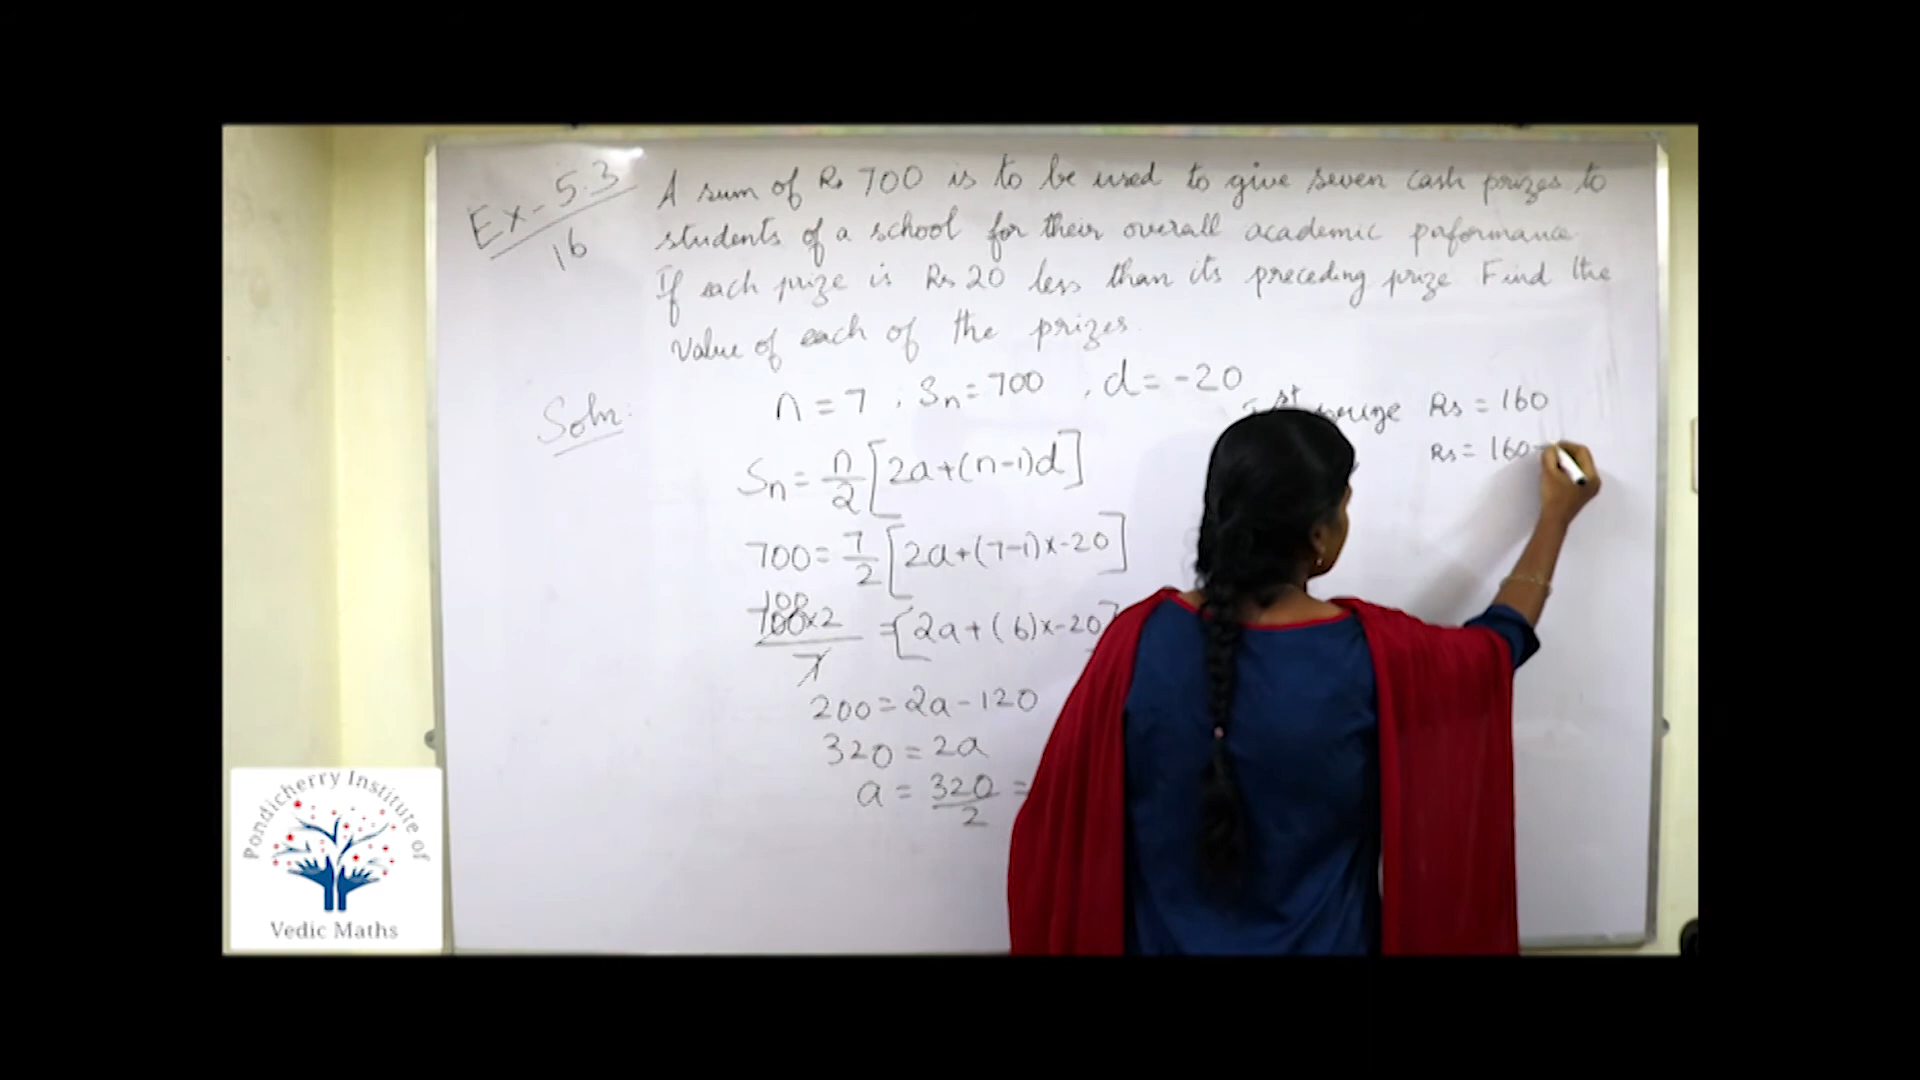 Ex-5.3
16
A sum of Rs 700 is to be used to give seven cash prizes to
students of a school for their overall academic paformance.
If each prize is Rs 20 less than its preceding prize. Find the
Value of each of the prizes.
Soln:
n = 7, Sn = 700, d = -20
Sn = n/2 [2a+(n-1)d]
700 = 7/2 [2a+(7-1)x-20]
100
700x2/7 = [2a+(6)x-20]
200 = 2a-120
320 = 2a
a = 320/2 =
prize Rs = 160
Rs = 160-
Pondicherry Institute of
Vedic Maths